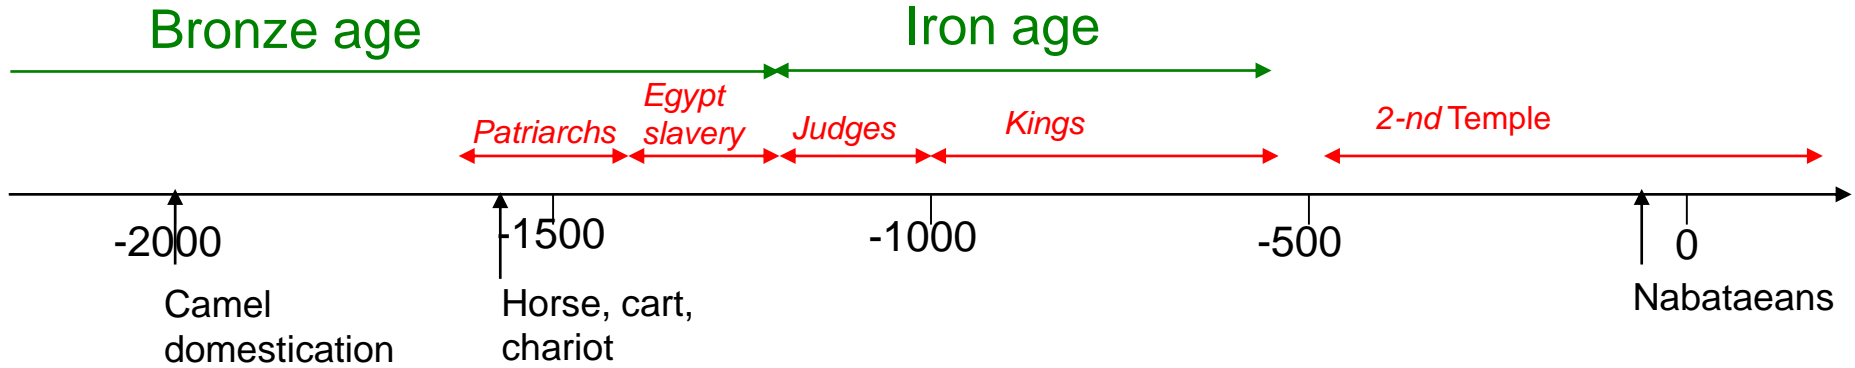 Bronze age
Iron age
Patriarchs
Egypt
slavery
Judges
Kings
2-nd Temple
-2000
-1500
-1000
-500
0
Camel
domestication
Horse, cart,
chariot
Nabataeans